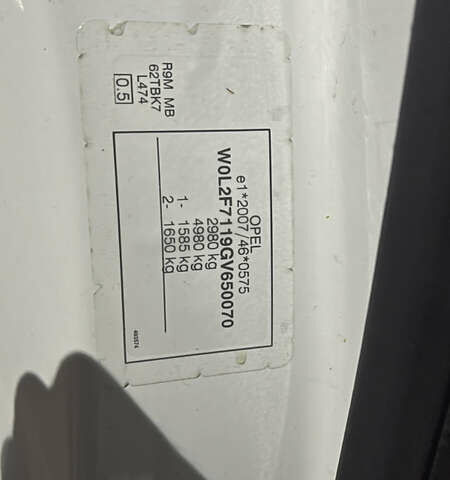 OPEL
e1*2007/46*0575
W0L2F7119GV650070
2980 kg
4980 kg
1- 1585 kg
2- 1650 kg
R9M MB
62TBK7
L474
0.5